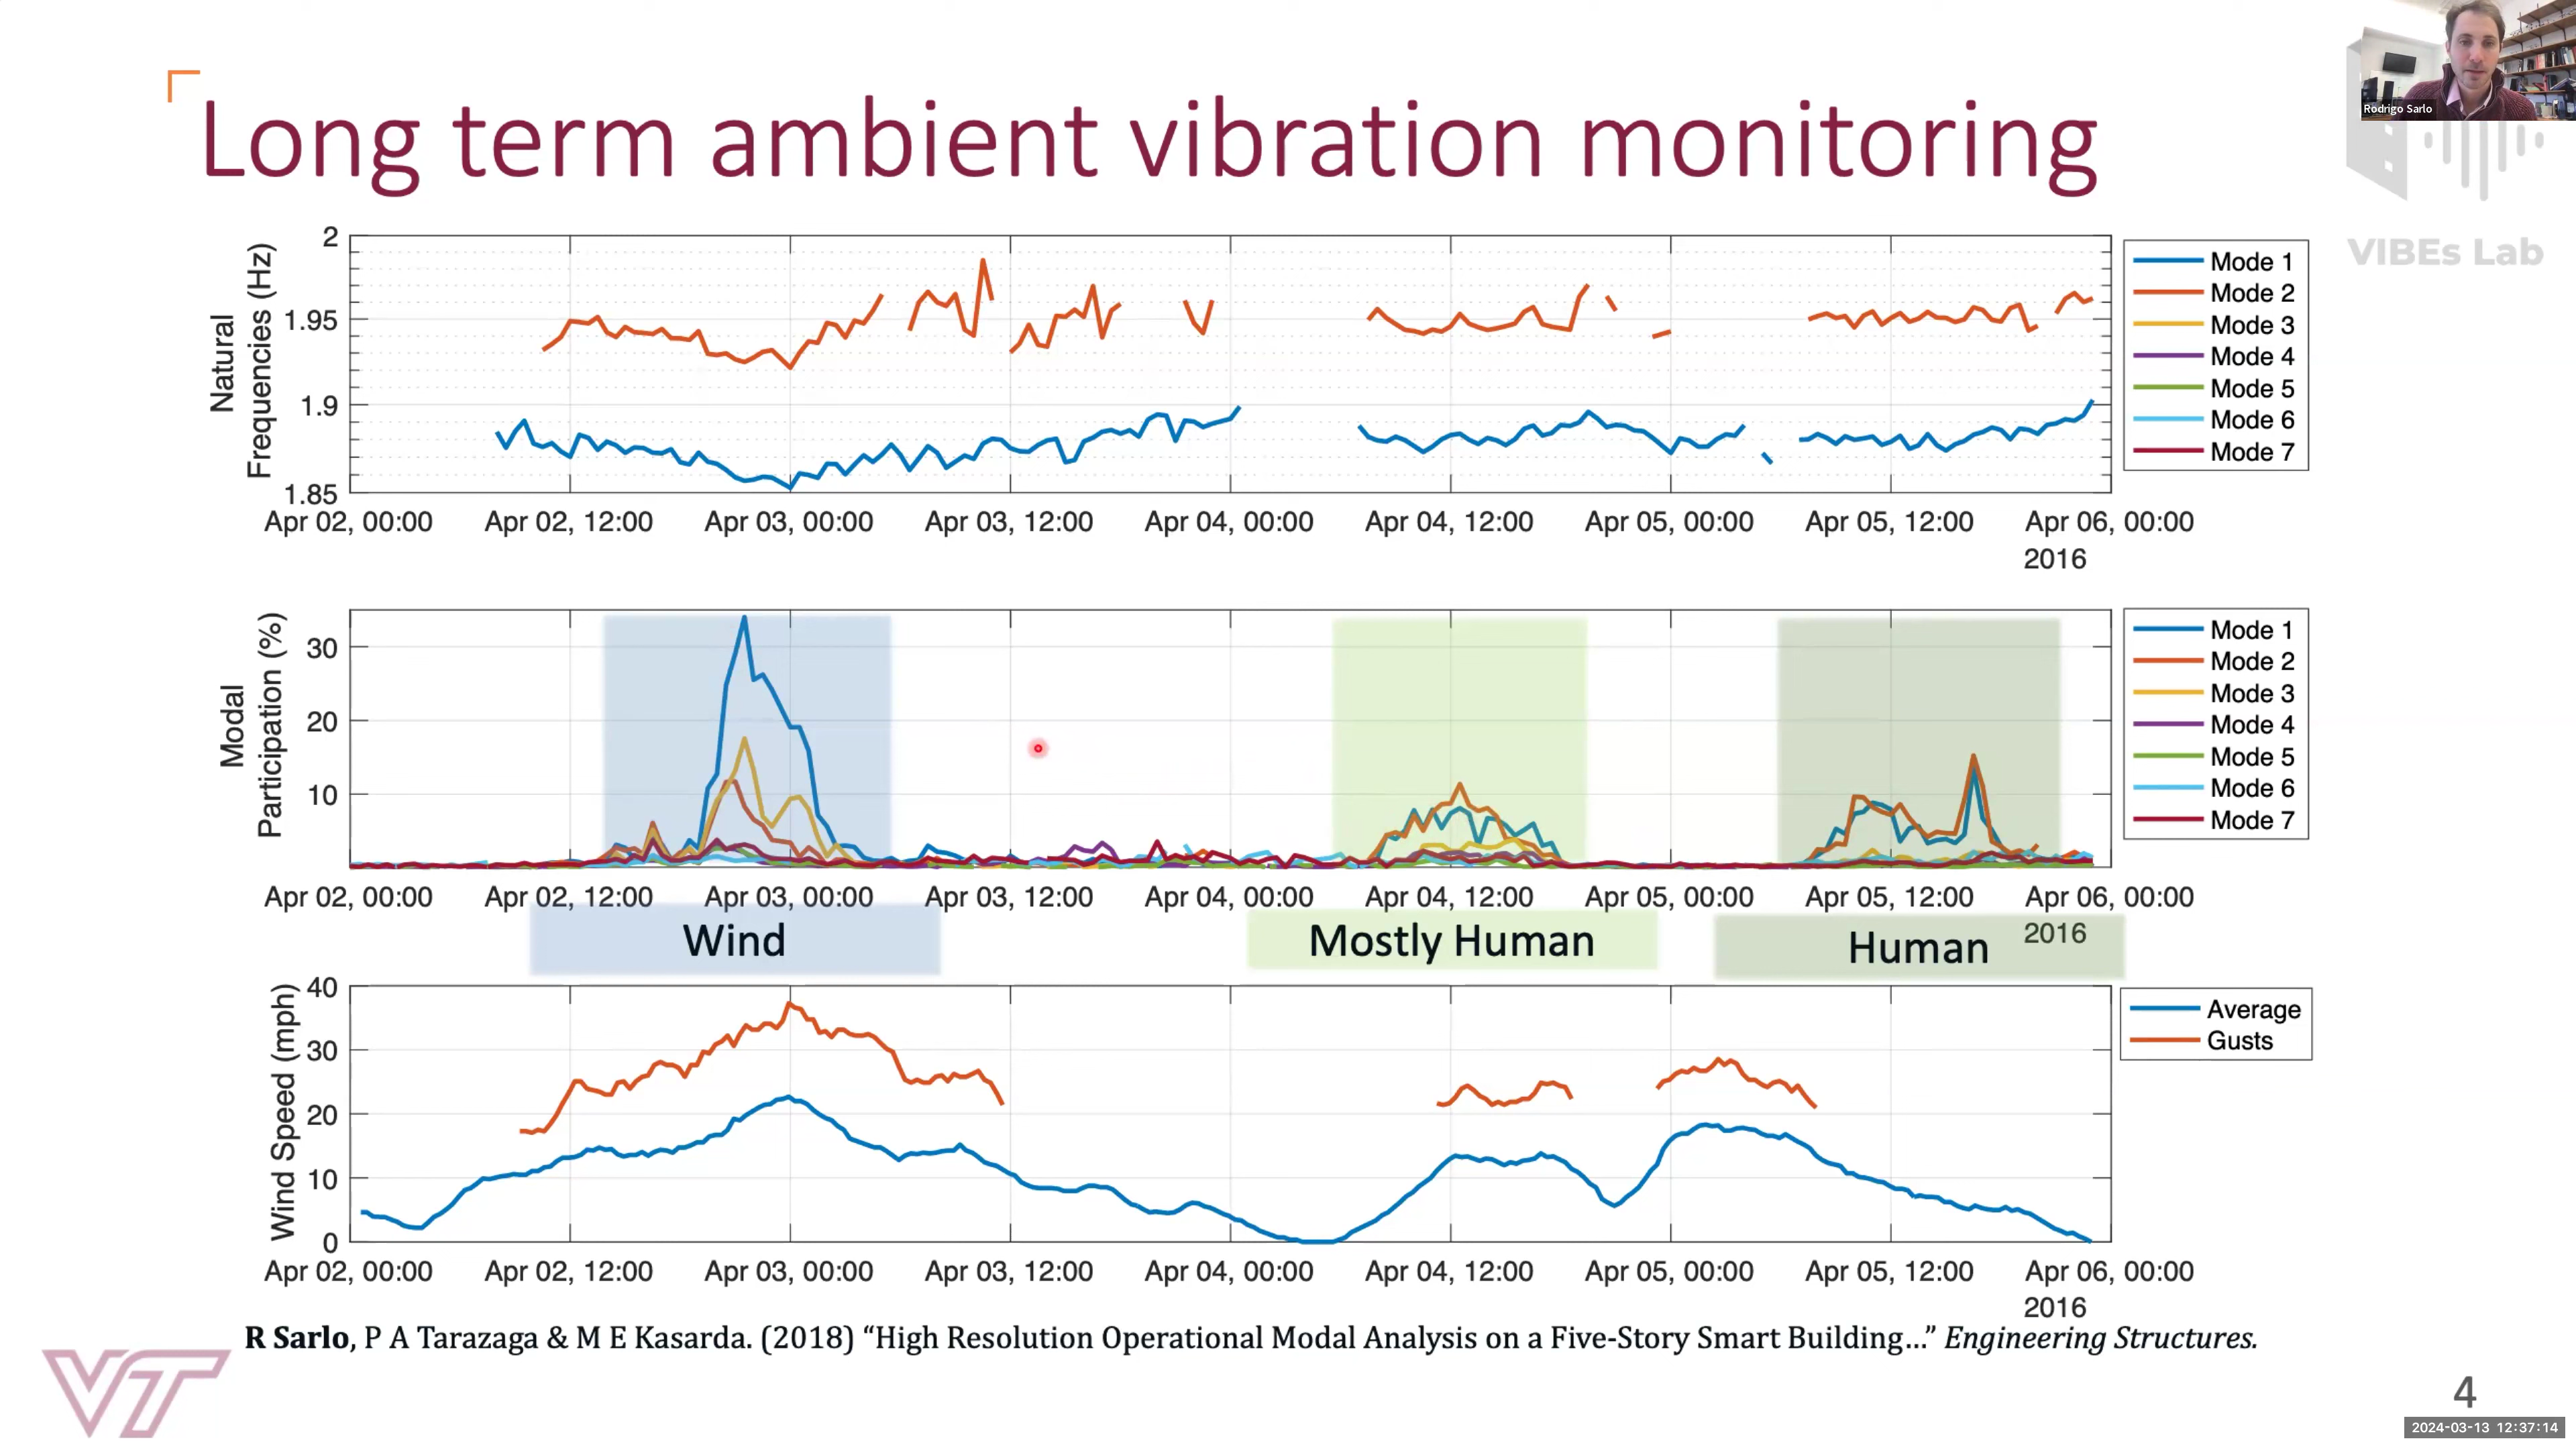 Rodrigo Sarlo
Long term ambient vibration monitoring
VIBEs Lab
Natural
Frequencies (Hz)
2
1.95
1.9
1.85
Apr 02, 00:00 Apr 02, 12:00 Apr 03, 00:00 Apr 03, 12:00 Apr 04, 00:00 Apr 04, 12:00 Apr 05, 00:00 Apr 05, 12:00 Apr 06, 00:00
2016
Mode 1
Mode 2
Mode 3
Mode 4
Mode 5
Mode 6
Mode 7
Modal
Participation (%)
30
20
10
Apr 02, 00:00 Apr 02, 12:00 Apr 03, 00:00 Apr 03, 12:00 Apr 04, 00:00 Apr 04, 12:00 Apr 05, 00:00 Apr 05, 12:00 Apr 06, 00:00
2016
Mode 1
Mode 2
Mode 3
Mode 4
Mode 5
Mode 6
Mode 7
Wind
Mostly Human
Human
Wind Speed (mph)
40
30
20
10
0
Apr 02, 00:00 Apr 02, 12:00 Apr 03, 00:00 Apr 03, 12:00 Apr 04, 00:00 Apr 04, 12:00 Apr 05, 00:00 Apr 05, 12:00 Apr 06, 00:00
2016
Average
Gusts
R Sarlo, P A Tarazaga & M E Kasarda. (2018) “High Resolution Operational Modal Analysis on a Five-Story Smart Building...” Engineering Structures.
VT
4
2024-03-13 12:37:14